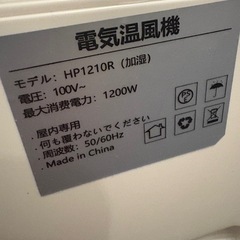 電気温風機
モデル：HP1210R（加湿）
電圧：100V~
最大消費電力：1200W
．屋内専用
．何も覆わないでください
．周波数：50/60Hz
．Made in China